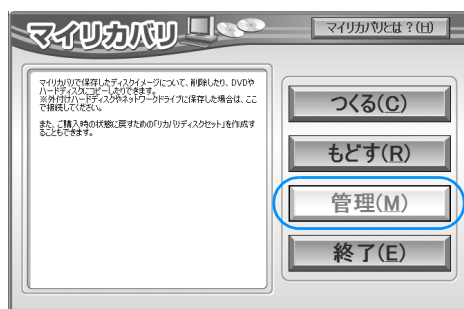 マイリカバリ
マイリカバリとは？(H)
マイリカバリで保存したディスクイメージについて、削除したり、DVDや
ハードディスクにコピーしたりできます。
※外付けハードディスクやネットワークドライブに保存した場合は、ここ
で接続してください。
また、ご購入時の状態に戻すための「リカバリディスクセット」を作成す
ることもできます。
つくる(C)
もどす(R)
管理(M)
終了(E)